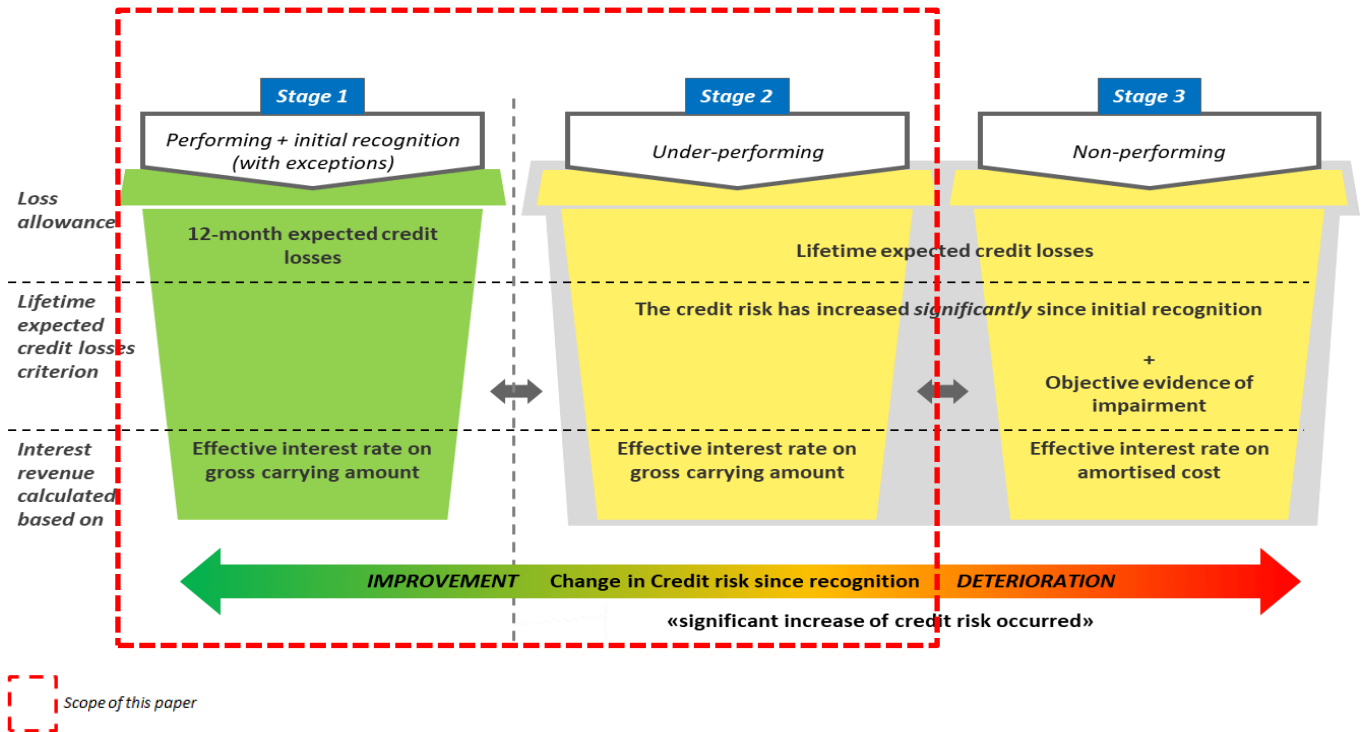 Stage 1
Stage 2
Stage 3
Performing + initial recognition
(with exceptions)
Under-performing
Non-performing
Loss
allowance
12-month expected credit
losses
Lifetime expected credit losses
Lifetime
expected
credit losses
criterion
The credit risk has increased significantly since initial recognition
+
Objective evidence of
impairment
Interest
revenue
calculated
based on
Effective interest rate on
gross carrying amount
Effective interest rate on
gross carrying amount
Effective interest rate on
amortised cost
IMPROVEMENT Change in Credit risk since recognition DETERIORATION
«significant increase of credit risk occurred»
Scope of this paper